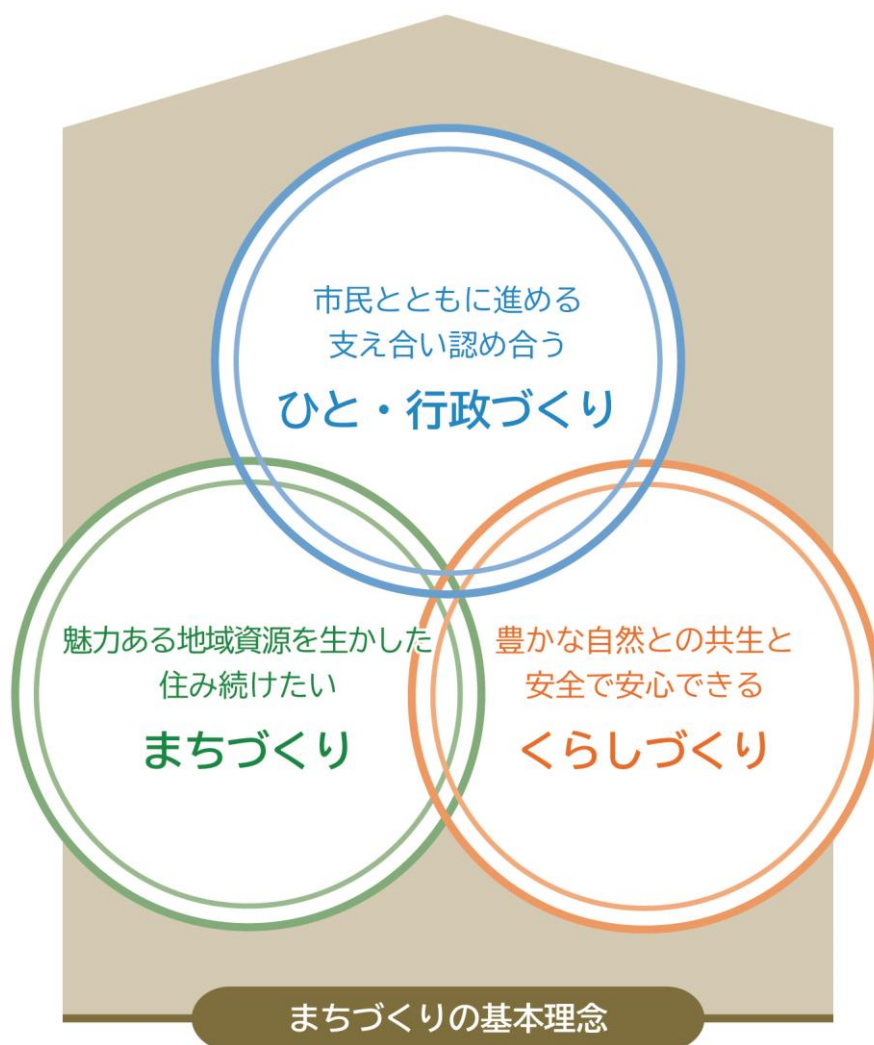 市民とともに進める
支え合い認め合う
ひと・行政づくり
魅力ある地域資源を生かした
住み続けたい
まちづくり
豊かな自然との共生と
安全で安心できる
くらしづくり
まちづくりの基本理念